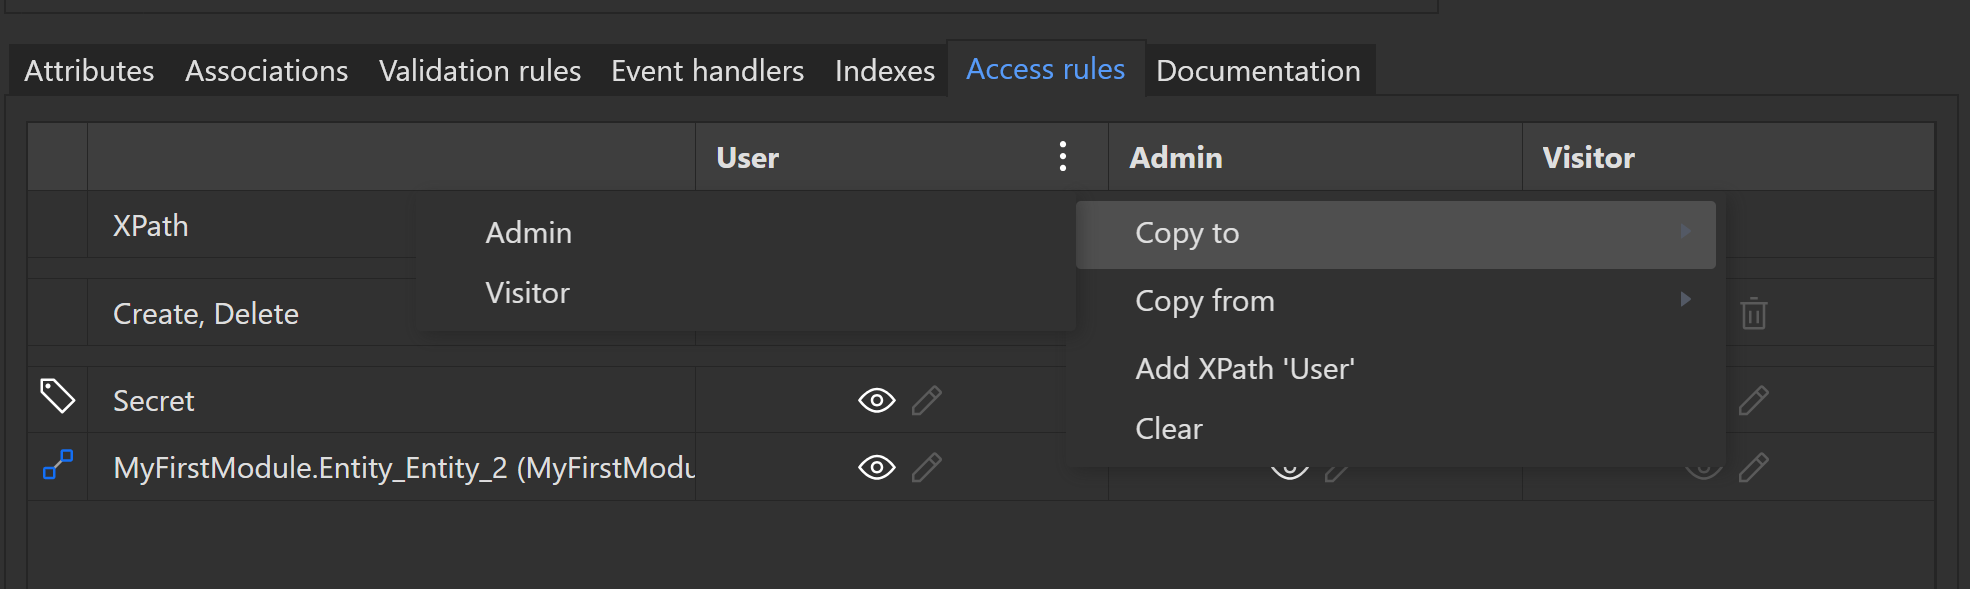 Attributes Associations Validation rules Event handlers Indexes Access rules Documentation
User Admin Visitor
XPath
Admin
Visitor
Copy to
Copy from
Add XPath 'User'
Clear
Create, Delete
Secret
MyFirstModule.Entity_Entity_2 (MyFirstModu